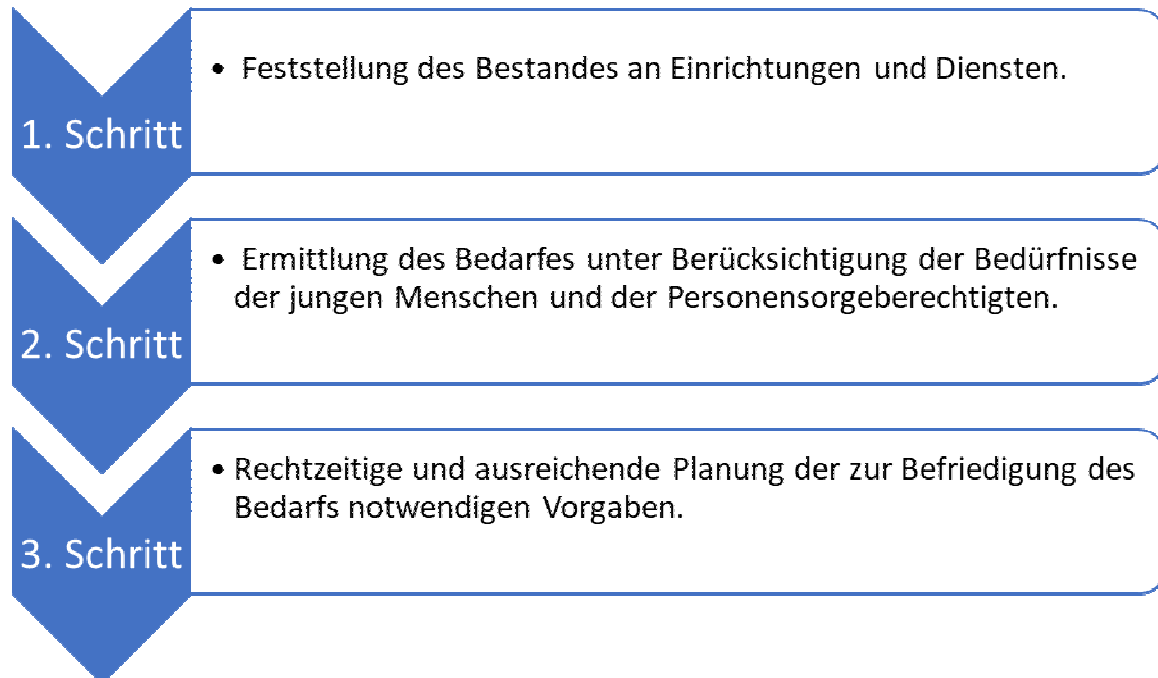 1. Schritt
• Feststellung des Bestandes an Einrichtungen und Diensten.
2. Schritt
• Ermittlung des Bedarfes unter Berücksichtigung der Bedürfnisse
der jungen Menschen und der Personensorgeberechtigten.
3. Schritt
• Rechtzeitige und ausreichende Planung der zur Befriedigung des
Bedarfs notwendigen Vorgaben.